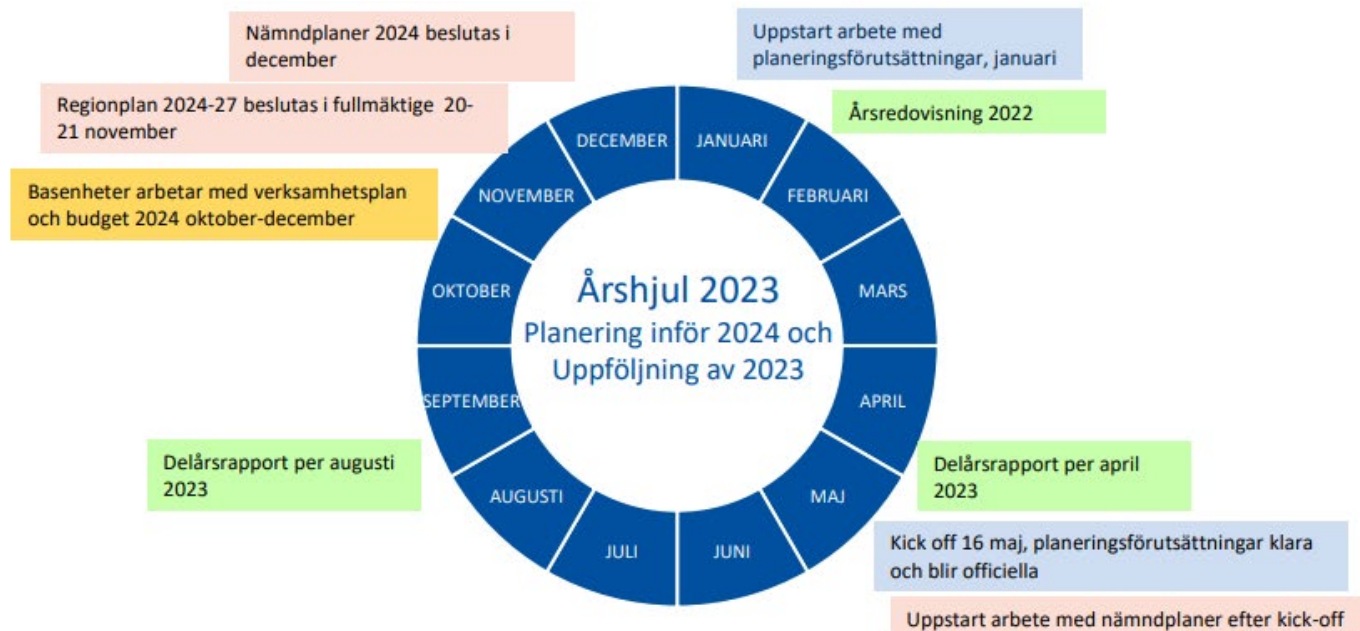 Nämndplaner 2024 beslutas i
december
Uppstart arbete med
planeringsförutsättningar, januari
Regionplan 2024-27 beslutas i fullmäktige 20-
21 november
Årsredovisning 2022
DECEMBER
JANUARI
Basenheter arbetar med verksamhetsplan
och budget 2024 oktober-december
NOVEMBER
FEBRUARI
OKTOBER
MARS
Årshjul 2023
Planering inför 2024 och
Uppföljning av 2023
SEPTEMBER
APRIL
Delårsrapport per augusti
2023
Delårsrapport per april
2023
AUGUSTI
MAJ
JULI
JUNI
Kick off 16 maj, planeringsförutsättningar klara
och blir officiella
Uppstart arbete med nämndplaner efter kick-off